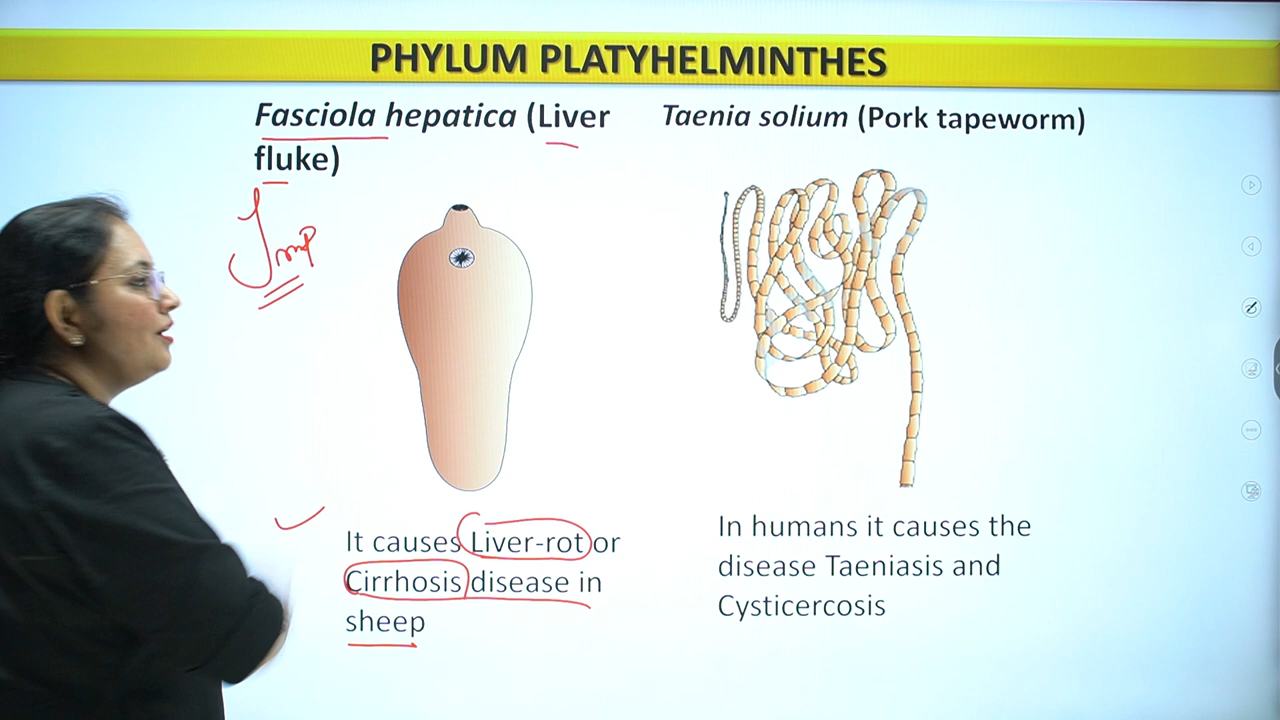 PHYLUM PLATYHELMINTHES
Fasciola hepatica (Liver
fluke)
Imp
It causes Liver-rot or
Cirrhosis disease in
sheep
Taenia solium (Pork tapeworm)
In humans it causes the
disease Taeniasis and
Cysticercosis